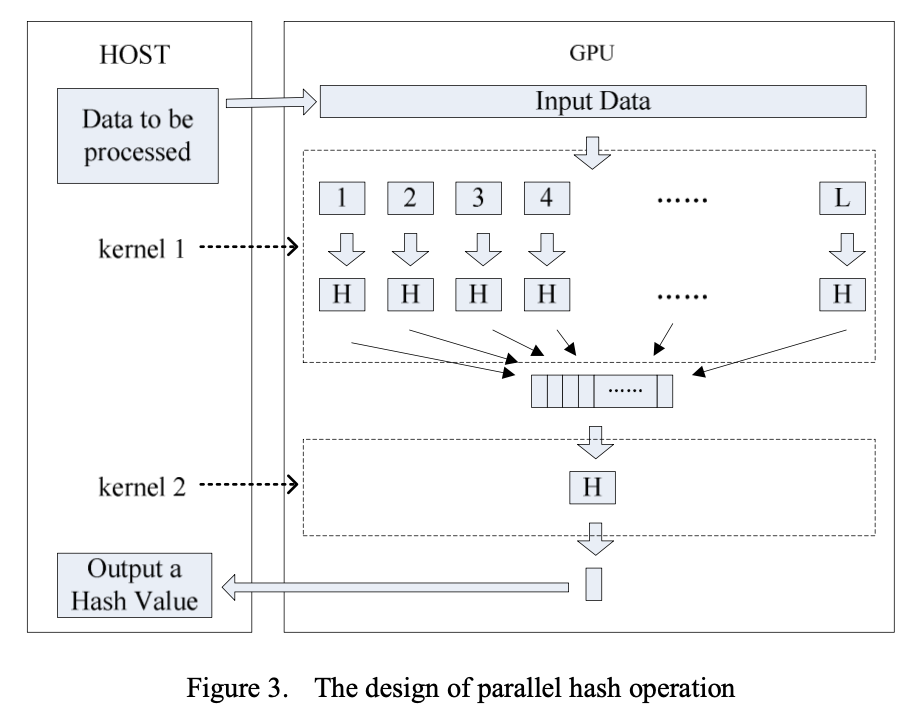 HOST
GPU
Data to be
processed
Input Data
1 2 3 4 ...... L
kernel 1
H H H H ...... H
......
kernel 2
H
Output a
Hash Value
Figure 3. The design of parallel hash operation